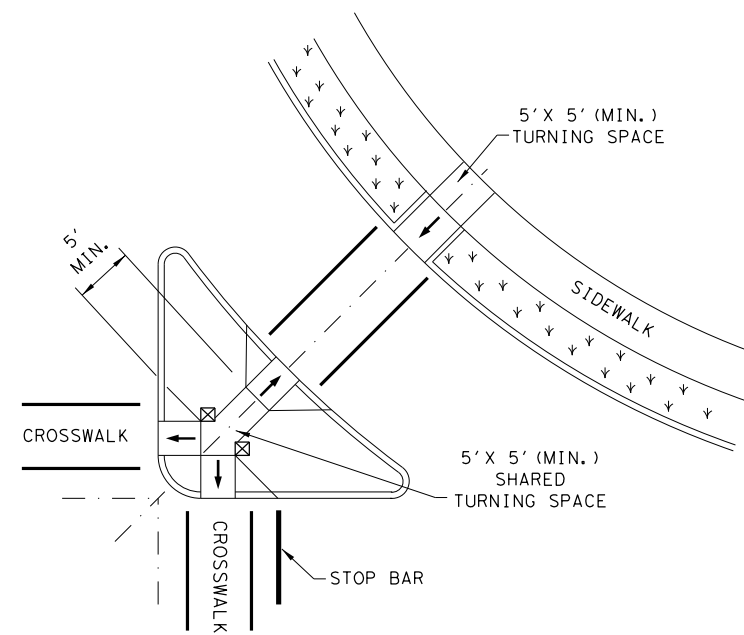 5' X 5' (MIN.)
TURNING SPACE
5'
MIN.
SIDEWALK
CROSSWALK
5' X 5' (MIN.)
SHARED
TURNING SPACE
CROSSWALK
STOP BAR